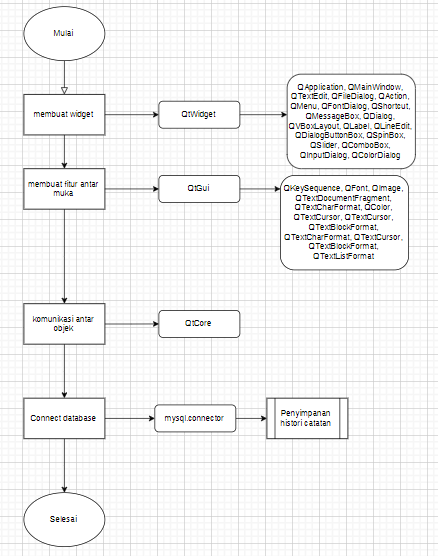 Mulai
membuat widget
QtWidget
QApplication, QMainWindow,
QTextEdit, QFileDialog, QAction,
QMenu, QFontDialog, QShortcut,
QMessageBox, QDialog,
QVBoxLayout, QLabel, QLineEdit,
QDialogButtonBox, QSpinBox,
QSlider, QComboBox,
QInputDialog, QColorDialog
membuat fitur antar
muka
QtGui
QKeySequence, QFont, QImage,
QTextDocumentFragment,
QTextCharFormat, QColor,
QTextCursor, QTextCursor,
QTextBlockFormat,
QTextCharFormat, QTextCursor,
QTextBlockFormat,
QTextListFormat
komunikasi antar
objek
QtCore
Connect database
mysql.connector
Penyimpanan
histori catatan
Selesai